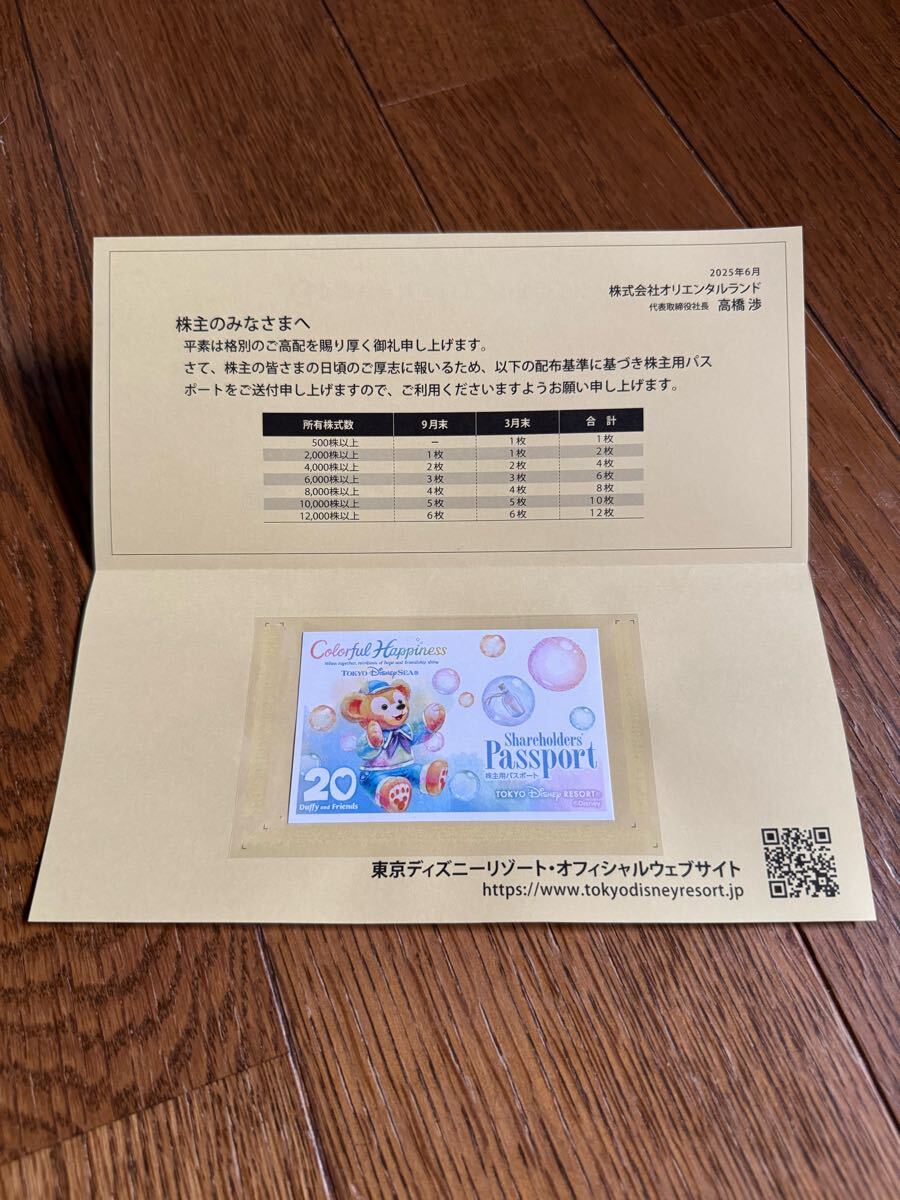 2025年6月
株式会社オリエンタルランド
代表取締役社長 高橋 渉
株主のみなさまへ
平素は格別のご高配を賜り厚く御礼申し上げます。
さて、株主の皆さまの日頃のご厚志に報いるため、以下の配布基準に基づき株主用パス
ポートをご送付申し上げますので、ご利用くださいますようお願い申し上げます。
所有株式数 9月末 3月末 合 計
500株以上 － 1枚 1枚
2,000株以上 1枚 1枚 2枚
4,000株以上 2枚 2枚 4枚
6,000株以上 3枚 3枚 6枚
8,000株以上 4枚 4枚 8枚
10,000株以上 5枚 5枚 10枚
12,000株以上 6枚 6枚 12枚
Colorful Happiness
When together, rainbows of hope and friendship shine
TOKYO DisneySEA®
Shareholders'
Passport
株主用パスポート
TOKYO Disney RESORT®
©Disney
20
Duffy and Friends
東京ディズニーリゾート・オフィシャルウェブサイト
https://www.tokyodisneyresort.jp